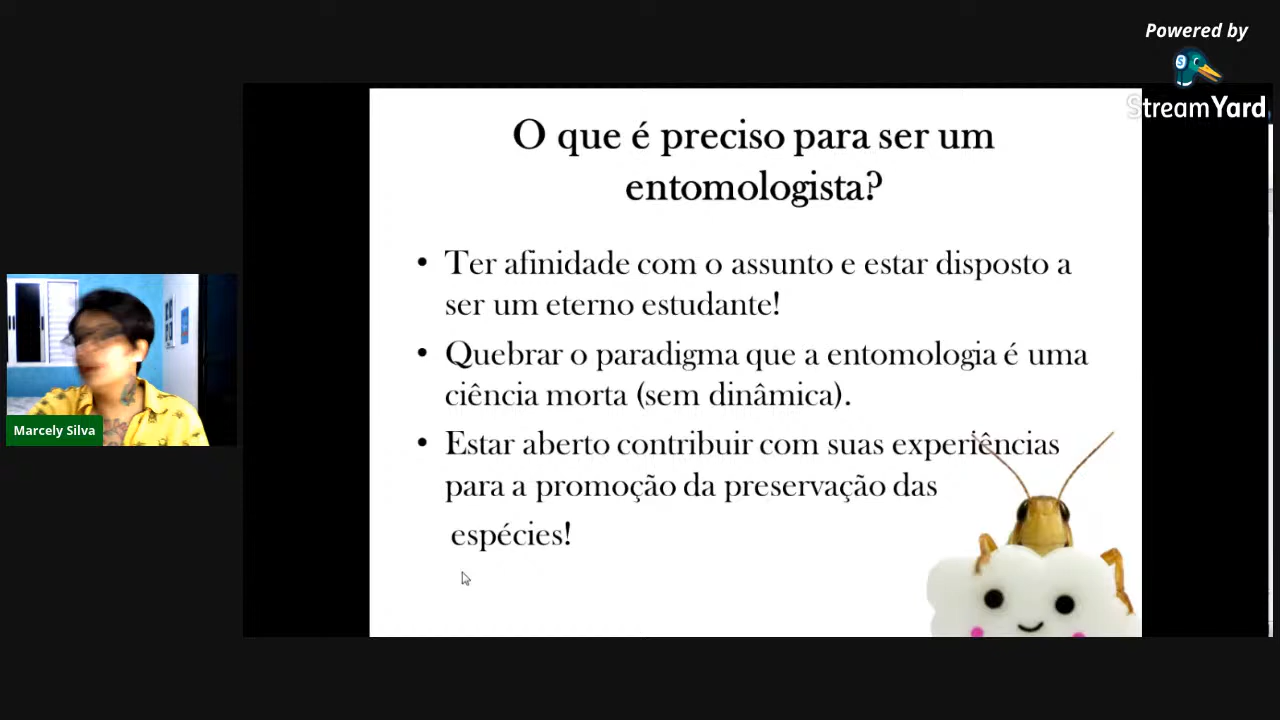 Powered by
StreamYard
O que é preciso para ser um
entomologista?
• Ter afinidade com o assunto e estar disposto a
ser um eterno estudante!
• Quebrar o paradigma que a entomologia é uma
ciência morta (sem dinâmica).
• Estar aberto contribuir com suas experiências
para a promoção da preservação das
espécies!
Marcely Silva